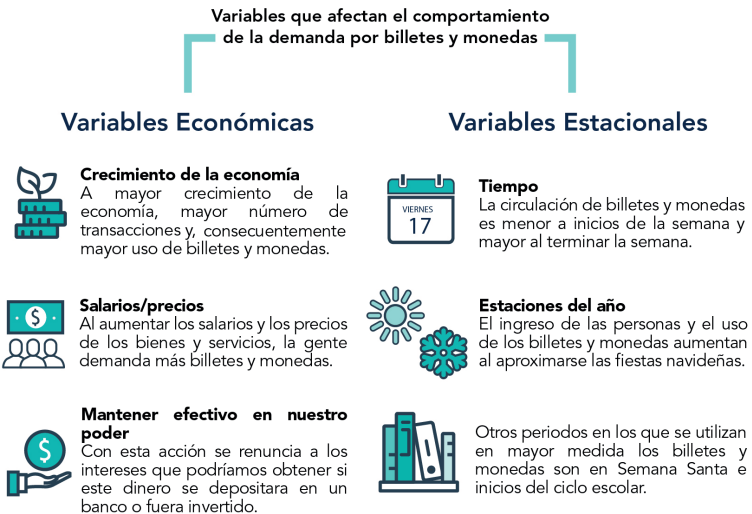 Variables que afectan el comportamiento
de la demanda por billetes y monedas
Variables Económicas
Crecimiento de la economía
A mayor crecimiento de la
economía, mayor número de
transacciones y, consecuentemente
mayor uso de billetes y monedas.
$
Salarios/precios
Al aumentar los salarios y los precios
de los bienes y servicios, la gente
demanda más billetes y monedas.
$
Mantener efectivo en nuestro
poder
Con esta acción se renuncia a los
intereses que podríamos obtener si
este dinero se depositara en un
banco o fuera invertido.
Variables Estacionales
VIERNES
17
Tiempo
La circulación de billetes y monedas
es menor a inicios de la semana y
mayor al terminar la semana.
Estaciones del año
El ingreso de las personas y el uso
de los billetes y monedas aumentan
al aproximarse las fiestas navideñas.
Otros periodos en los que se utilizan
en mayor medida los billetes y
monedas son en Semana Santa e
inicios del ciclo escolar.